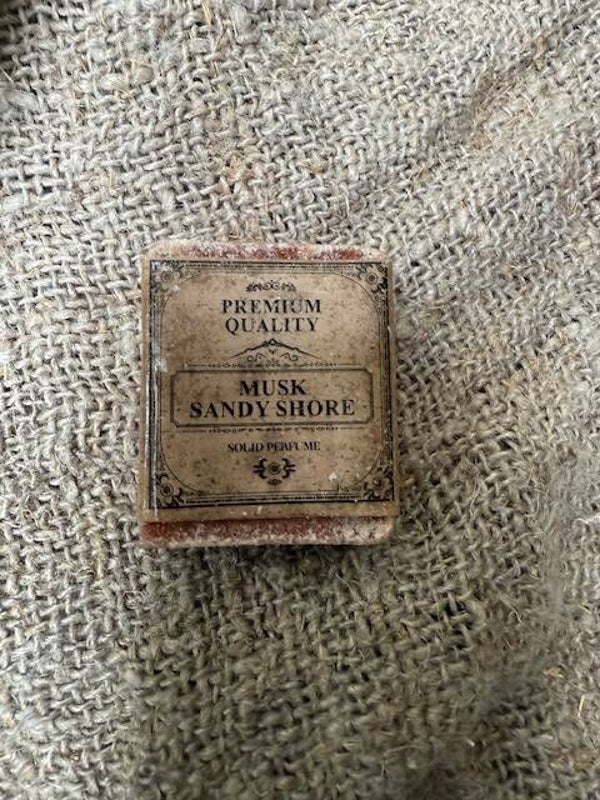 PREMIUM
QUALITY
MUSK
SANDY SHORE
SOLID PERFUME